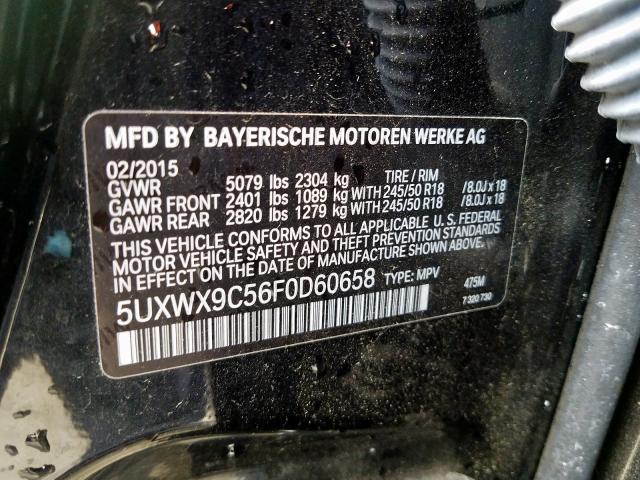 MFD BY BAYERISCHE MOTOREN WERKE AG
02/2015 TIRE / RIM
GVWR 5079 lbs 2304 kg
GAWR FRONT 2401 lbs 1089 kg WITH 245/50 R18 /8.0J x 18
GAWR REAR 2820 lbs 1279 kg WITH 245/50 R18 /8.0J x 18
THIS VEHICLE CONFORMS TO ALL APPLICABLE U.S. FEDERAL
MOTOR VEHICLE SAFETY AND THEFT PREVENTION STANDARDS
IN EFFECT ON THE DATE OF MANUFACTURE SHOWN ABOVE.
5UXWX9C56F0D60658 TYPE: MPV 475M
7 320 730